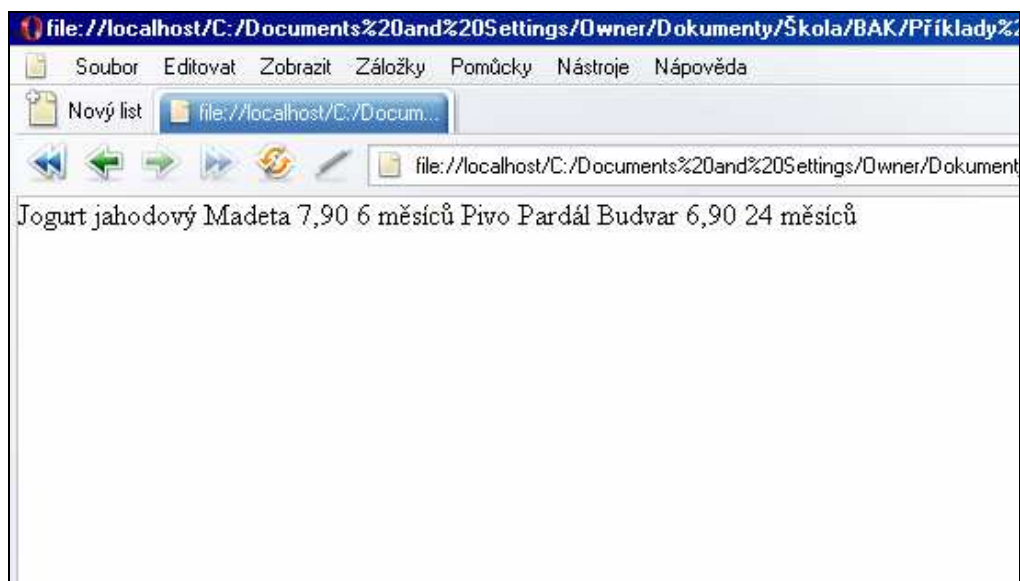 file://localhost/C:/Documents%20and%20Settings/Owner/Dokumenty/Škola/BAK/Příklady%2
Soubor Editovat Zobrazit Záložky Pomůcky Nástroje Nápověda
Nový list file://localhost/C:/Docum...
file://localhost/C:/Documents%20and%20Settings/Owner/Dokument
Jogurt jahodový Madeta 7,90 6 měsíců Pivo Pardál Budvar 6,90 24 měsíců